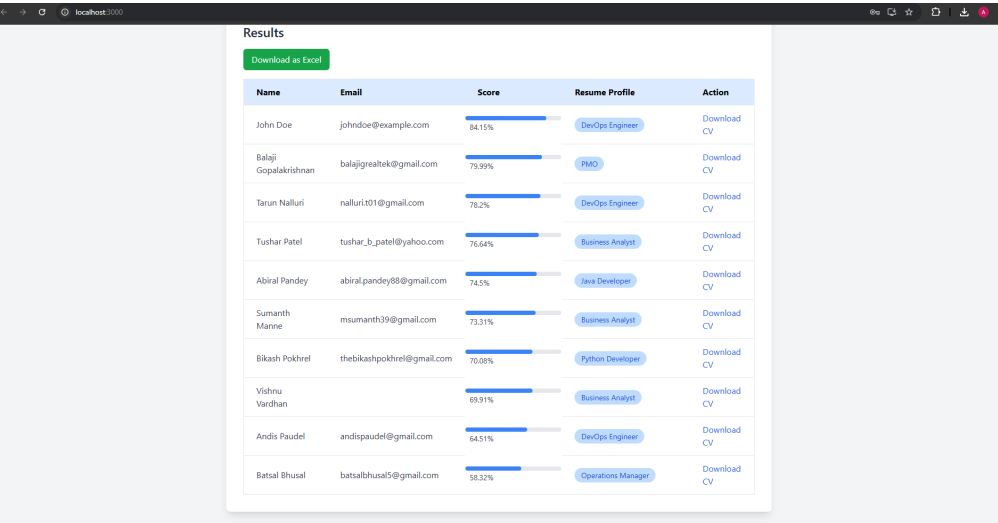 localhost:3000
A
Results
Download as Excel
Name Email Score Resume Profile Action
John Doe johndoe@example.com 84.15% DevOps Engineer Download CV
Balaji Gopalakrishnan balajigrealtek@gmail.com 79.99% PMO Download CV
Tarun Nalluri nalluri.t01@gmail.com 78.2% DevOps Engineer Download CV
Tushar Patel tushar_b_patel@yahoo.com 76.64% Business Analyst Download CV
Abiral Pandey abiral.pandey88@gmail.com 74.5% Java Developer Download CV
Sumanth Manne msumanth39@gmail.com 73.31% Business Analyst Download CV
Bikash Pokhrel thebikashpokhrel@gmail.com 70.08% Python Developer Download CV
Vishnu Vardhan 69.91% Business Analyst Download CV
Andis Paudel andispaudel@gmail.com 64.51% DevOps Engineer Download CV
Batsal Bhusal batsalbhusal5@gmail.com 58.32% Operations Manager Download CV